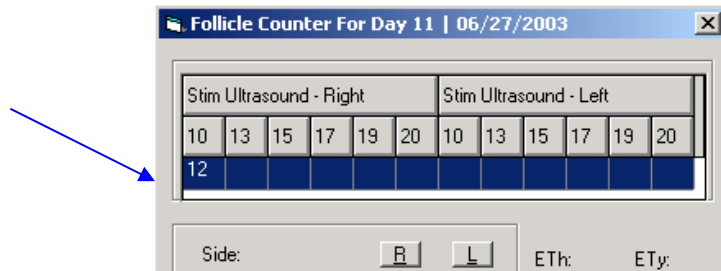 Follicle Counter For Day 11 | 06/27/2003
Stim Ultrasound - Right Stim Ultrasound - Left
10 13 15 17 19 20 10 13 15 17 19 20
12
Side: R L ETh: ETy: